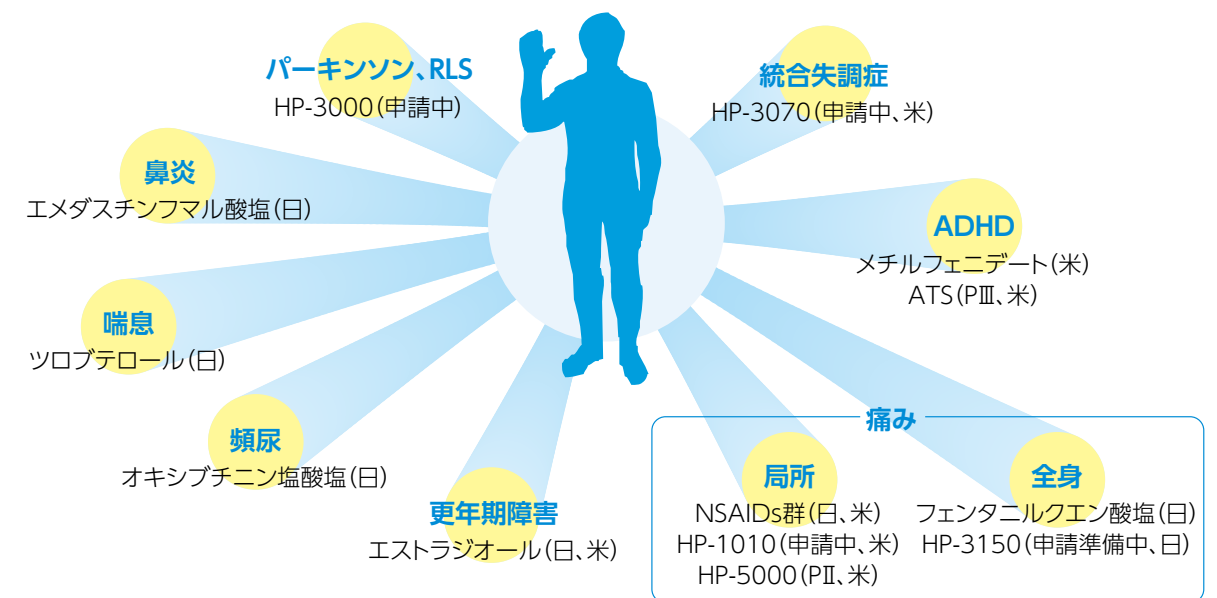 パーキンソン、RLS
HP-3000（申請中）
統合失調症
HP-3070（申請中、米）
鼻炎
エメダスチンフマル酸塩（日）
ADHD
メチルフェニデート（米）
ATS（PⅢ、米）
喘息
ツロブテロール（日）
頻尿
オキシブチニン塩酸塩（日）
更年期障害
エストラジオール（日、米）
痛み
局所
NSAIDs群（日、米）
HP-1010（申請中、米）
HP-5000（PⅡ、米）
全身
フェンタニルクエン酸塩（日）
HP-3150（申請準備中、日）